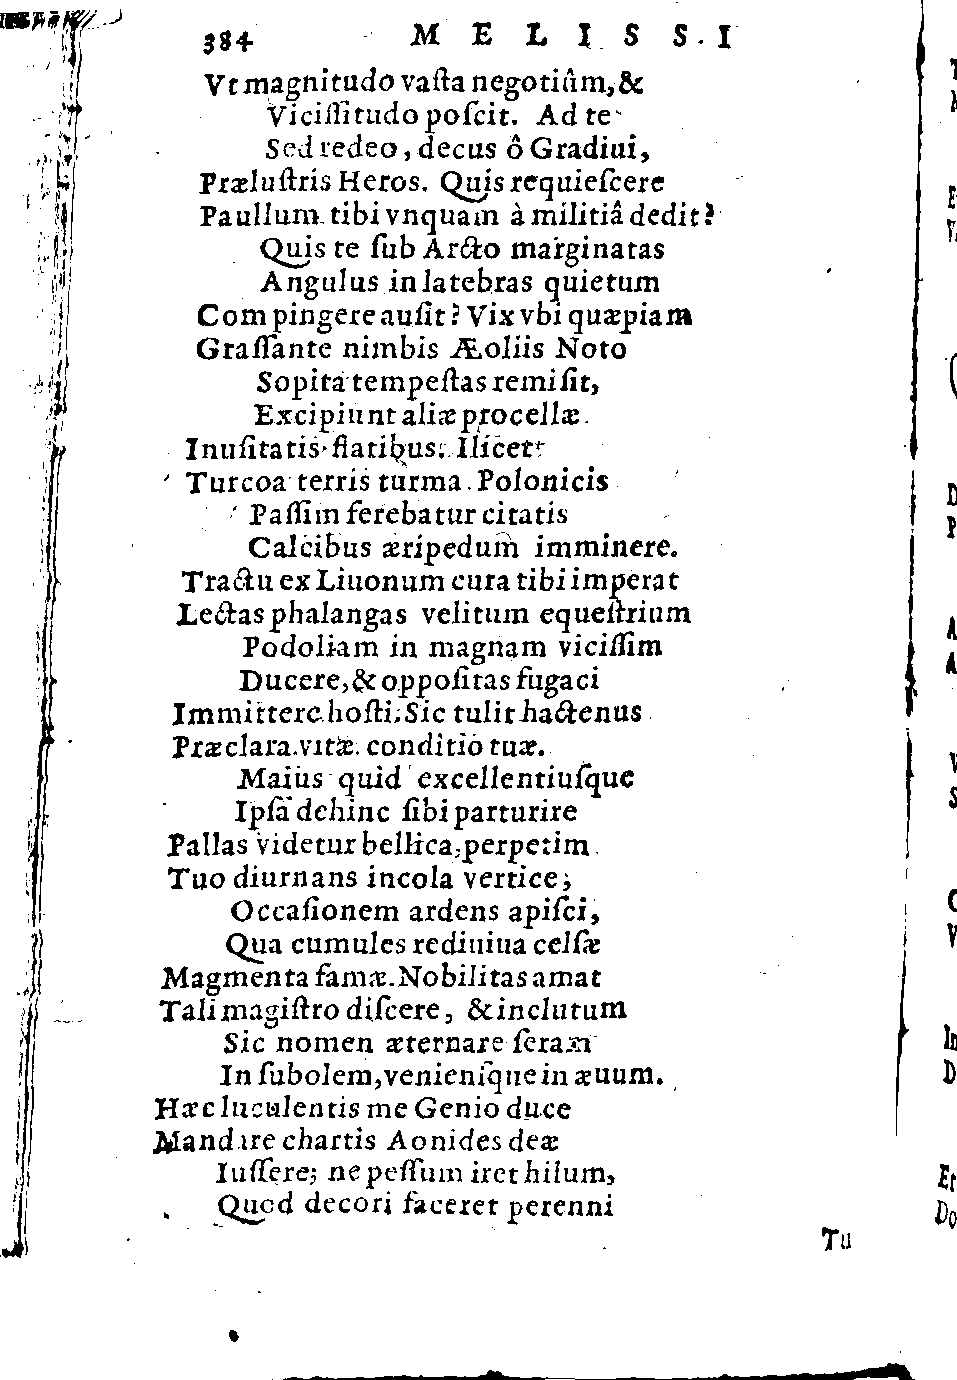 384 MELISSI
Vt magnitudo vaſta negotiûm, &
Viciſſitudo poſcit. Ad te
Sed redeo, decus ô Gradiui,
Præluſtris Heros. Quis requieſcere
Paullum tibi vnquam à militiâ dedit?
Quis te ſub Arcto marginatas
Angulus in latebras quietum
Compingere auſit? Vix vbi quæpiam
Graſſante nimbis Æoliis Noto
Sopita tempeſtas remiſit,
Excipiunt aliæ procellæ
Inuſitatis flatibus. Ilicet
Turcoa terris turma Polonicis
Paſſim ferebatur citatis
Calcibus æripedum imminere.
Tractu ex Liuonum cura tibi imperat
Lectas phalangas velitum equeſtrium
Podoliam in magnam viciſſim
Ducere, & oppoſitas fugaci
Immittere hoſti; Sic tulit hactenus
Præclara vitæ conditio tuæ.
Maius quid excellentiuſque
Ipſa dehinc ſibi parturire
Pallas videtur bellica, perpetim
Tuo diurnans incola vertice;
Occaſionem ardens apiſci,
Qua cumules rediuiua celſæ
Magmenta famæ. Nobilitas amat
Tali magiſtro diſcere, & inclutum
Sic nomen æternare ſeram
In ſubolem, venienſque in æuum.
Hæc luculentis me Genio duce
Mandare chartis Aonides deæ
Iuſſere; ne peſſum iret hilum,
Quod decori faceret perenni
Tu